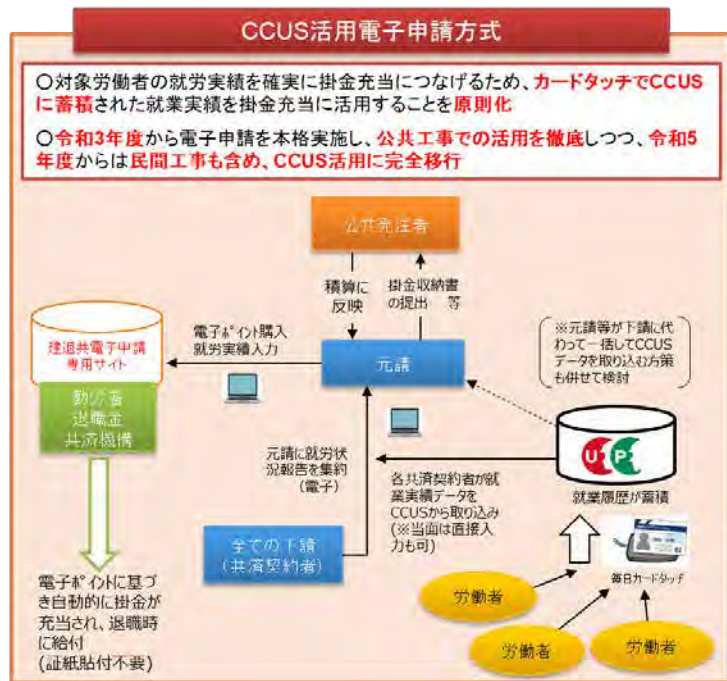 CCUS活用電子申請方式
○対象労働者の就労実績を確実に掛金充当につなげるため、カードタッチでCCUS
に蓄積された就業実績を掛金充当に活用することを原則化
○令和3年度から電子申請を本格実施し、公共工事での活用を徹底しつつ、令和5
年度からは民間工事も含め、CCUS活用に完全移行
公共発注者
積算に
反映
掛金収納書
の提出 等
電子ポイント購入
就労実績入力
建退共電子申請
専用サイト
勤労者
退職金
共済機構
元請
※元請等が下請に代
わって一括してCCUS
データを取り込む方策
も併せて検討
元請に就労状
況報告を集約
(電子)
各共済契約者が就
業実績データを
CCUSから取り込み
(※当面は直接入
力も可)
UP
就業履歴が蓄積
全ての下請
(共済契約者)
毎日カードタッチ
電子ポイントに基づ
き自動的に掛金が
充当され、退職時
に給付
(証紙貼付不要)
労働者
労働者
労働者